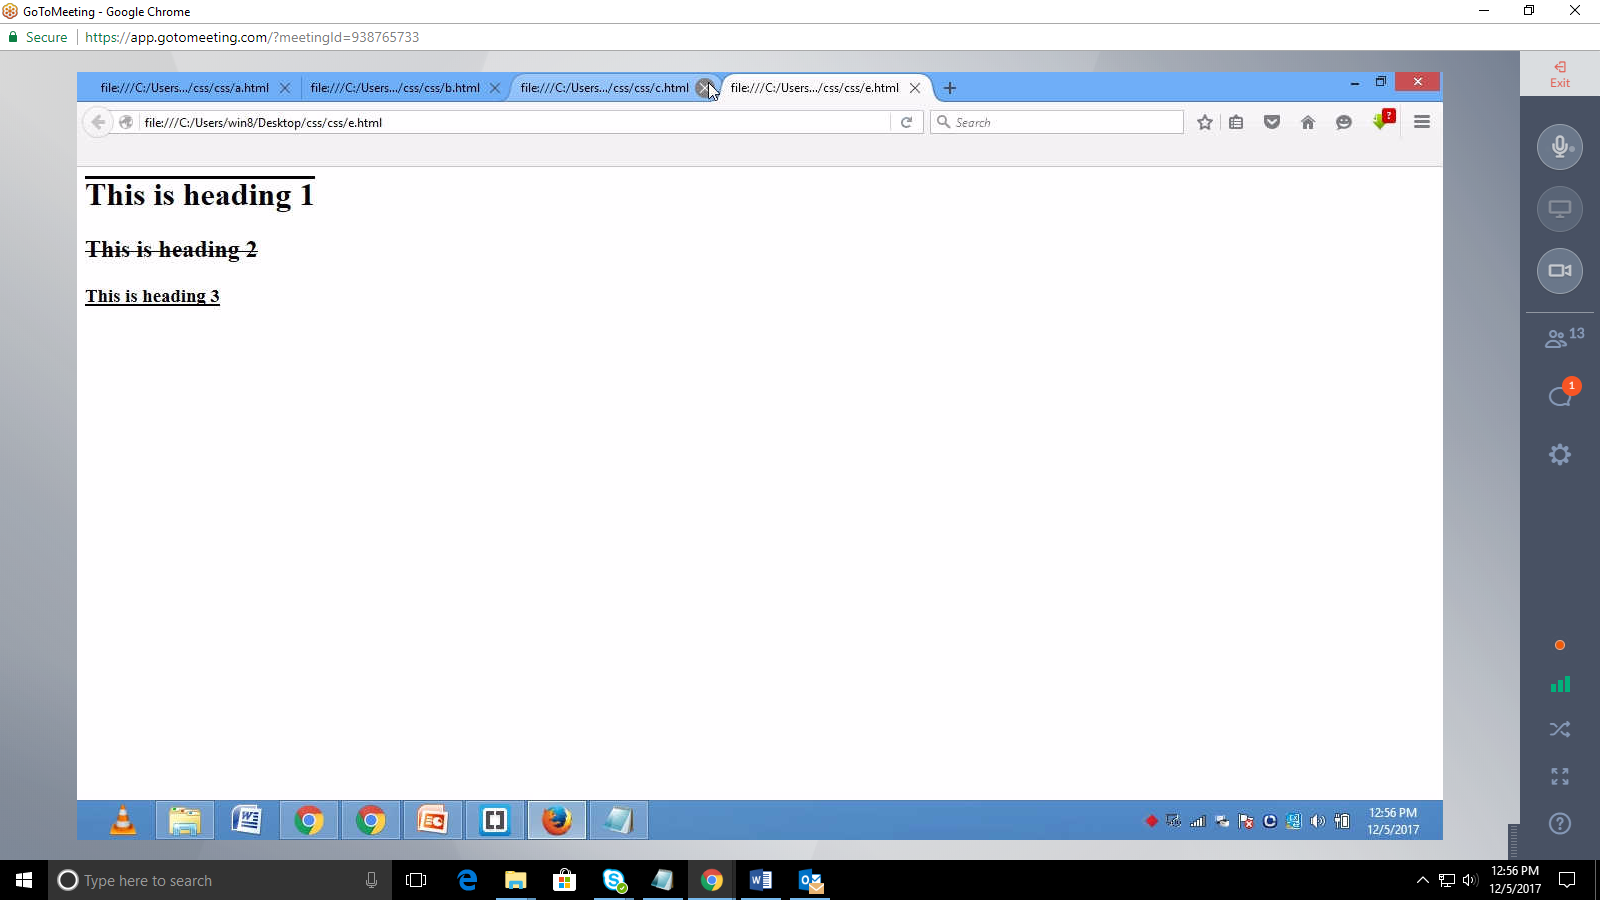 GoToMeeting - Google Chrome
Secure https://app.gotomeeting.com/?meetingId=938765733
file:///C:/Users.../css/css/a.html file:///C:/Users.../css/css/b.html file:///C:/Users.../css/css/c.html file:///C:/Users.../css/css/e.html
Exit
file:///C:/Users/win8/Desktop/css/css/e.html Search ?
This is heading 1
This is heading 2
This is heading 3
13
1
12:56 PM
12/5/2017
Type here to search
12:56 PM
12/5/2017